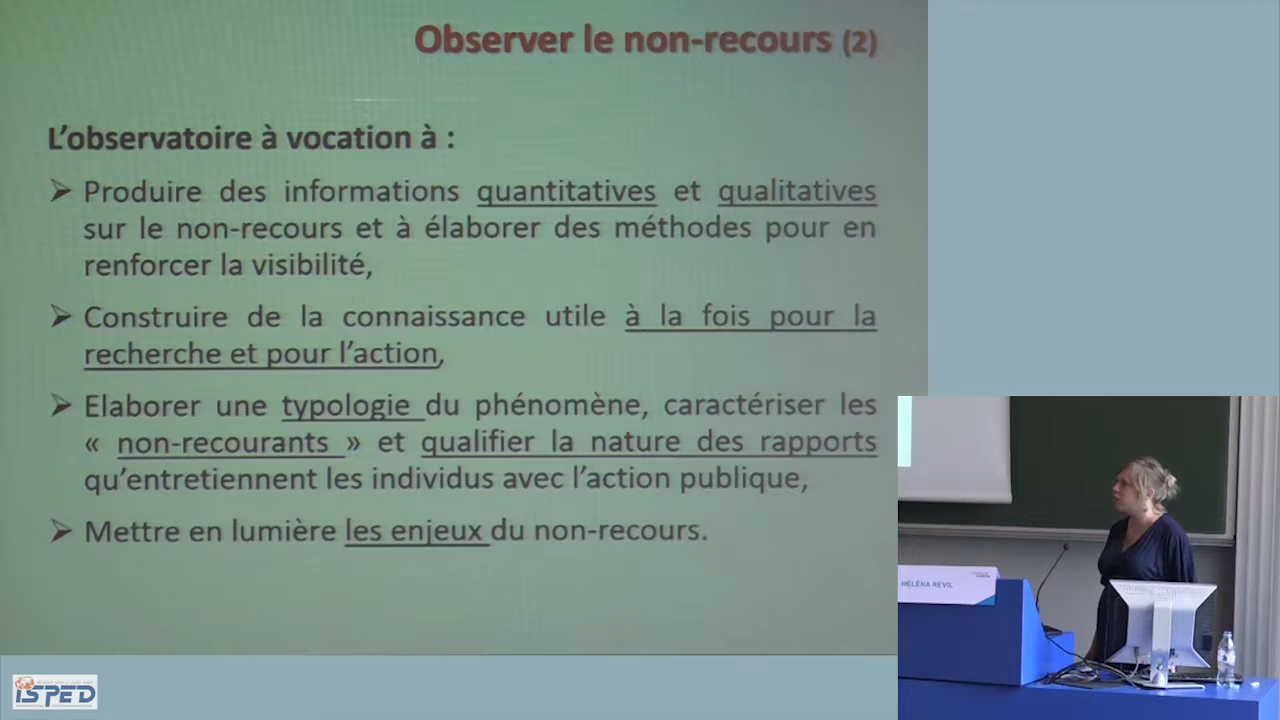 Observer le non-recours (2)
L'observatoire à vocation à :
Produire des informations quantitatives et qualitatives
sur le non-recours et à élaborer des méthodes pour en
renforcer la visibilité,
Construire de la connaissance utile à la fois pour la
recherche et pour l'action,
Elaborer une typologie du phénomène, caractériser les
« non-recourants » et qualifier la nature des rapports
qu'entretiennent les individus avec l'action publique,
Mettre en lumière les enjeux du non-recours.
HÉLÉNA REVIL
ISPED